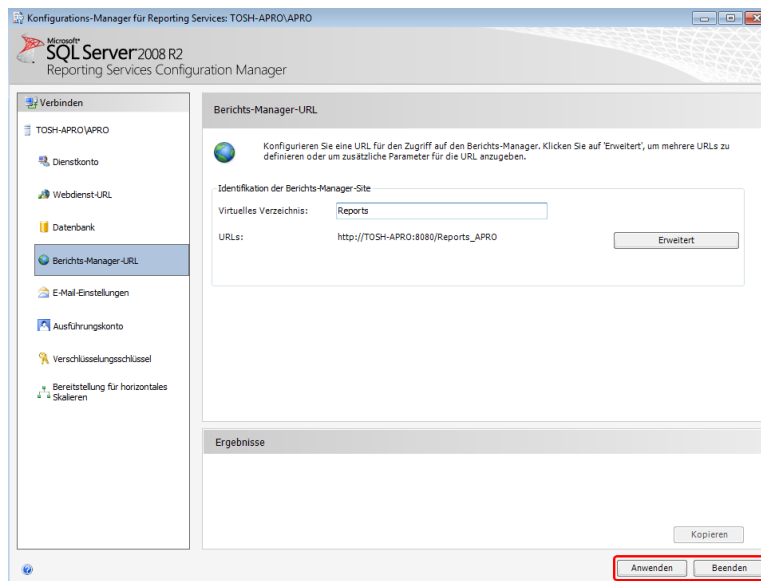 Konfigurations-Manager für Reporting Services: TOSH-APRO\APRO
Microsoft
SQL Server 2008 R2
Reporting Services Configuration Manager
Verbinden
TOSH-APRO\APRO
Dienstkonto
Webdienst-URL
Datenbank
Berichts-Manager-URL
E-Mail-Einstellungen
Ausführungskonto
Verschlüsselungsschlüssel
Bereitstellung für horizontales
Skalieren
Berichts-Manager-URL
Konfigurieren Sie eine URL für den Zugriff auf den Berichts-Manager. Klicken Sie auf 'Erweitert', um mehrere URLs zu
definieren oder um zusätzliche Parameter für die URL anzugeben.
Identifikation der Berichts-Manager-Site
Virtuelles Verzeichnis: Reports
URLs: http://TOSH-APRO:8080/Reports_APRO Erweitert
Ergebnisse
Kopieren
Anwenden Beenden